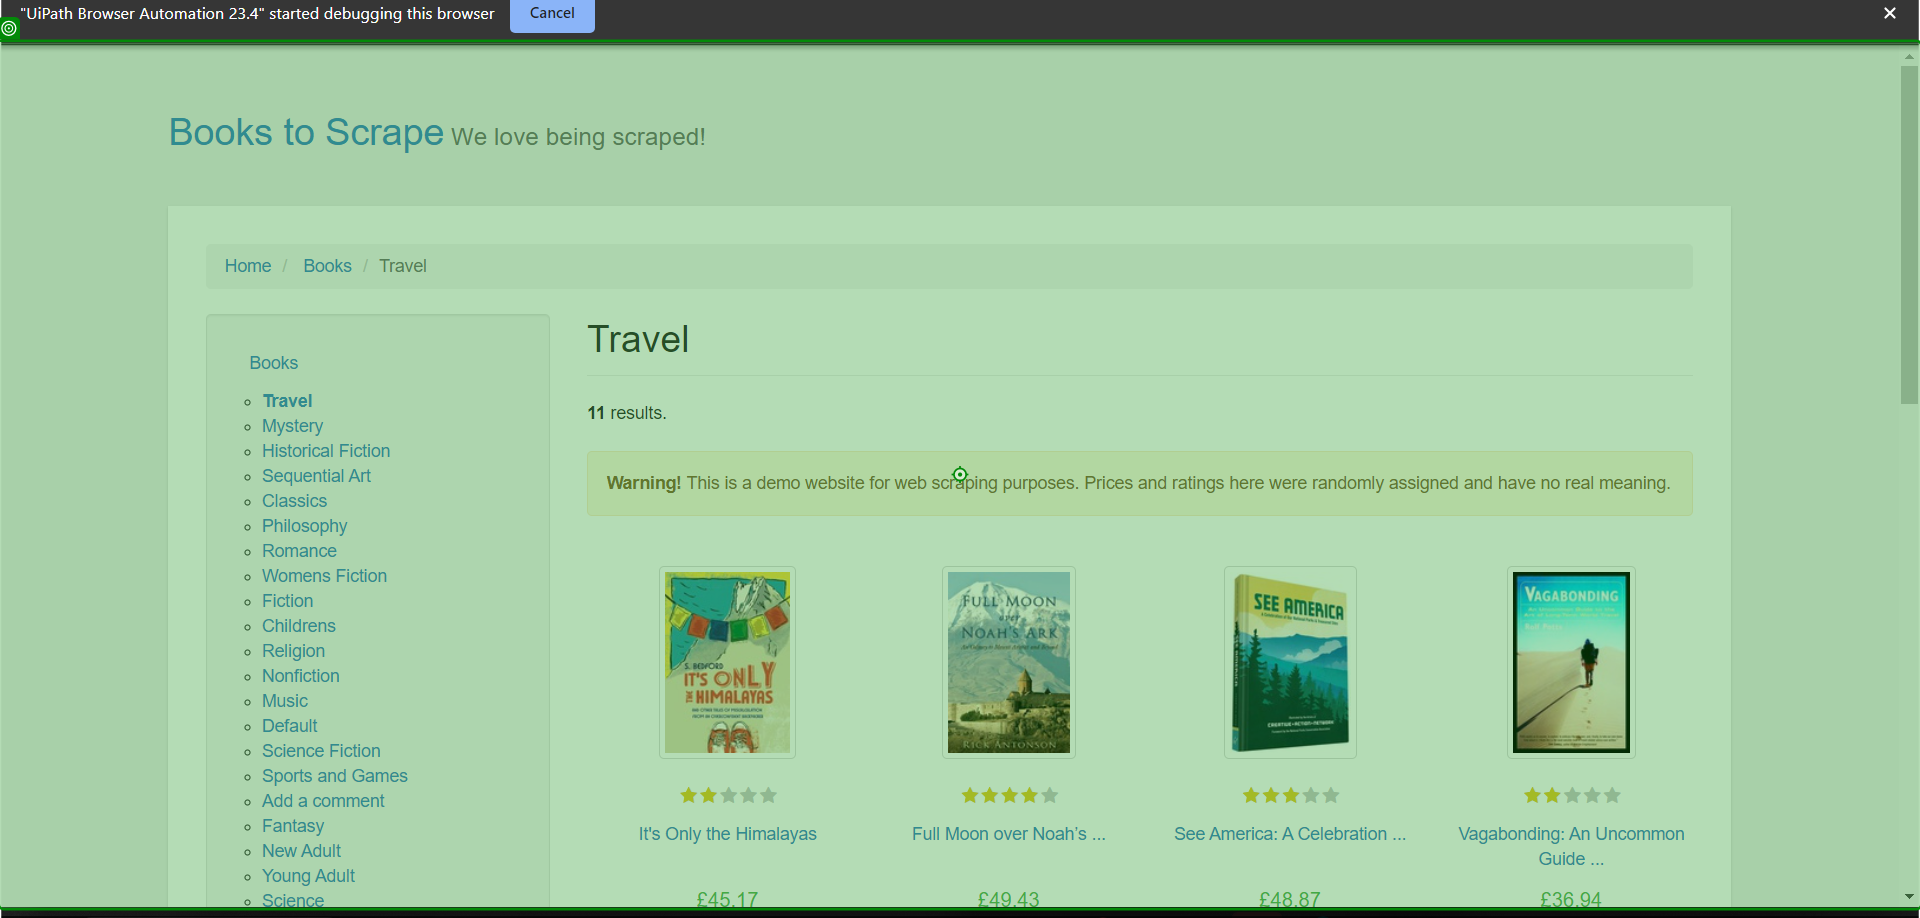 "UiPath Browser Automation 23.4" started debugging this browser
Cancel
Books to Scrape We love being scraped!
Home / Books / Travel
Books
Travel
Mystery
Historical Fiction
Sequential Art
Classics
Philosophy
Romance
Womens Fiction
Fiction
Childrens
Religion
Nonfiction
Music
Default
Science Fiction
Sports and Games
Add a comment
Fantasy
New Adult
Young Adult
Science
Travel
11 results.
Warning! This is a demo website for web scraping purposes. Prices and ratings here were randomly assigned and have no real meaning.
S. BEDFORD
IT'S ONLY
THE HIMALAYAS
It's Only the Himalayas
£45.17
FULL MOON
OVER
NOAH'S ARK
RICK ANTONSON
Full Moon over Noah’s ...
£49.43
SEE AMERICA
CREATIVE ACTION NETWORK
See America: A Celebration ...
£48.87
VAGABONDING
Vagabonding: An Uncommon
Guide ...
£36.94